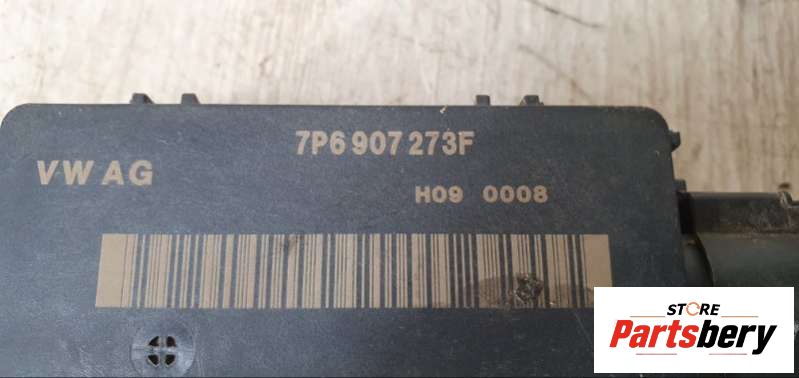 7P6 907 273F
VW AG
H09 0008
STORE
Partsbery